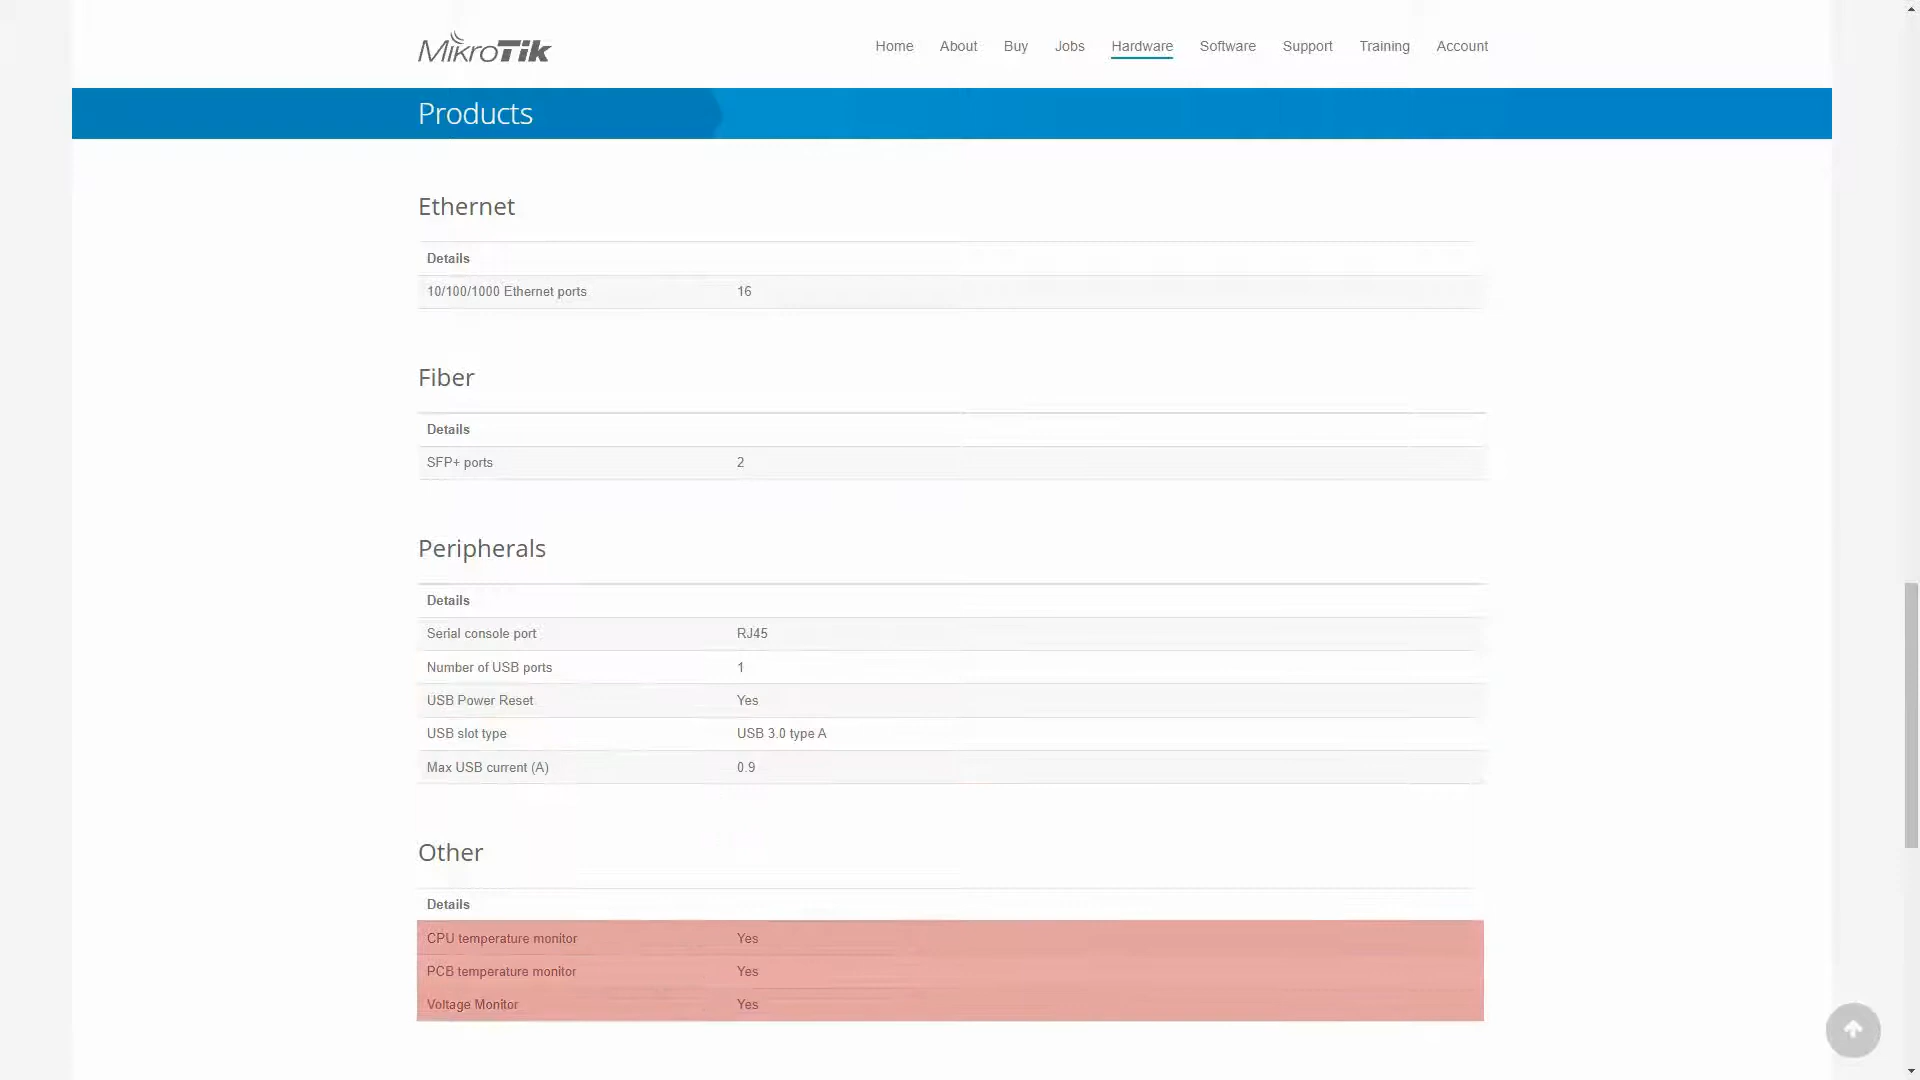 MikroTik
Home About Buy Jobs Hardware Software Support Training Account
Products
Ethernet
Details
10/100/1000 Ethernet ports 16
Fiber
Details
SFP+ ports 2
Peripherals
Details
Serial console port RJ45
Number of USB ports 1
USB Power Reset Yes
USB slot type USB 3.0 type A
Max USB current (A) 0.9
Other
Details
CPU temperature monitor Yes
PCB temperature monitor Yes
Voltage Monitor Yes